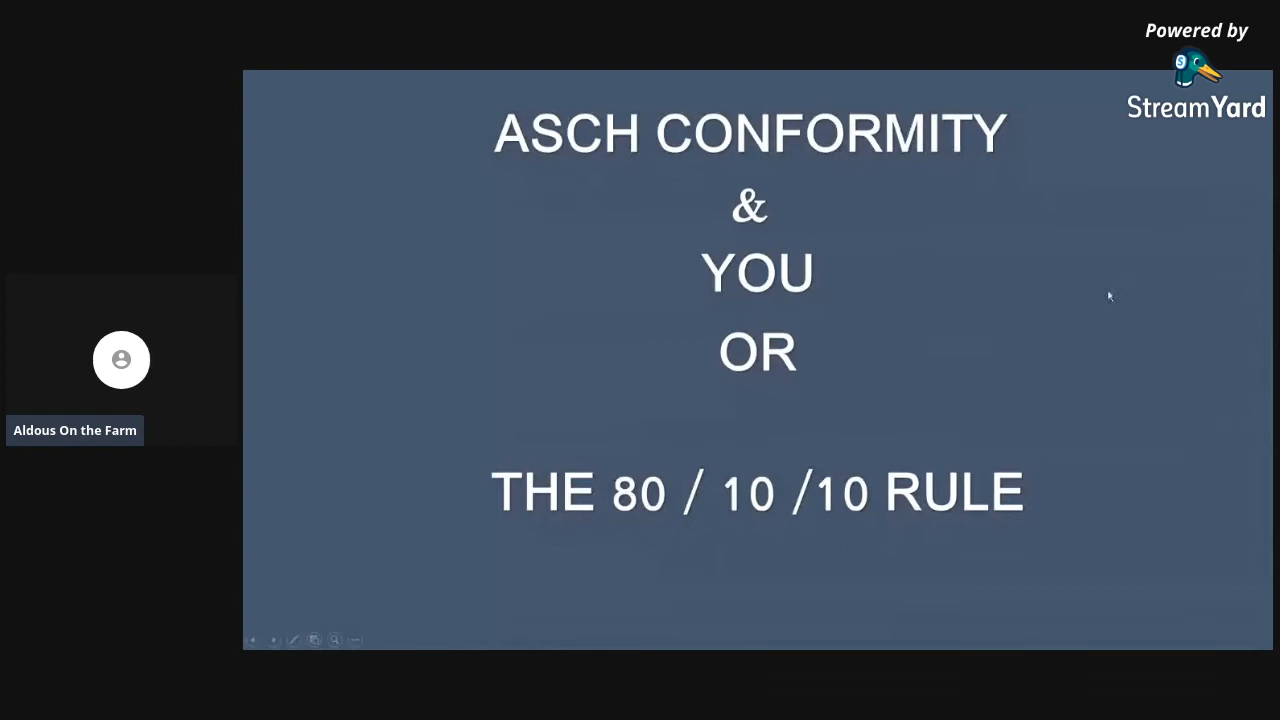 Powered by
StreamYard
ASCH CONFORMITY
&
YOU
OR
THE 80 / 10 /10 RULE
Aldous On the Farm